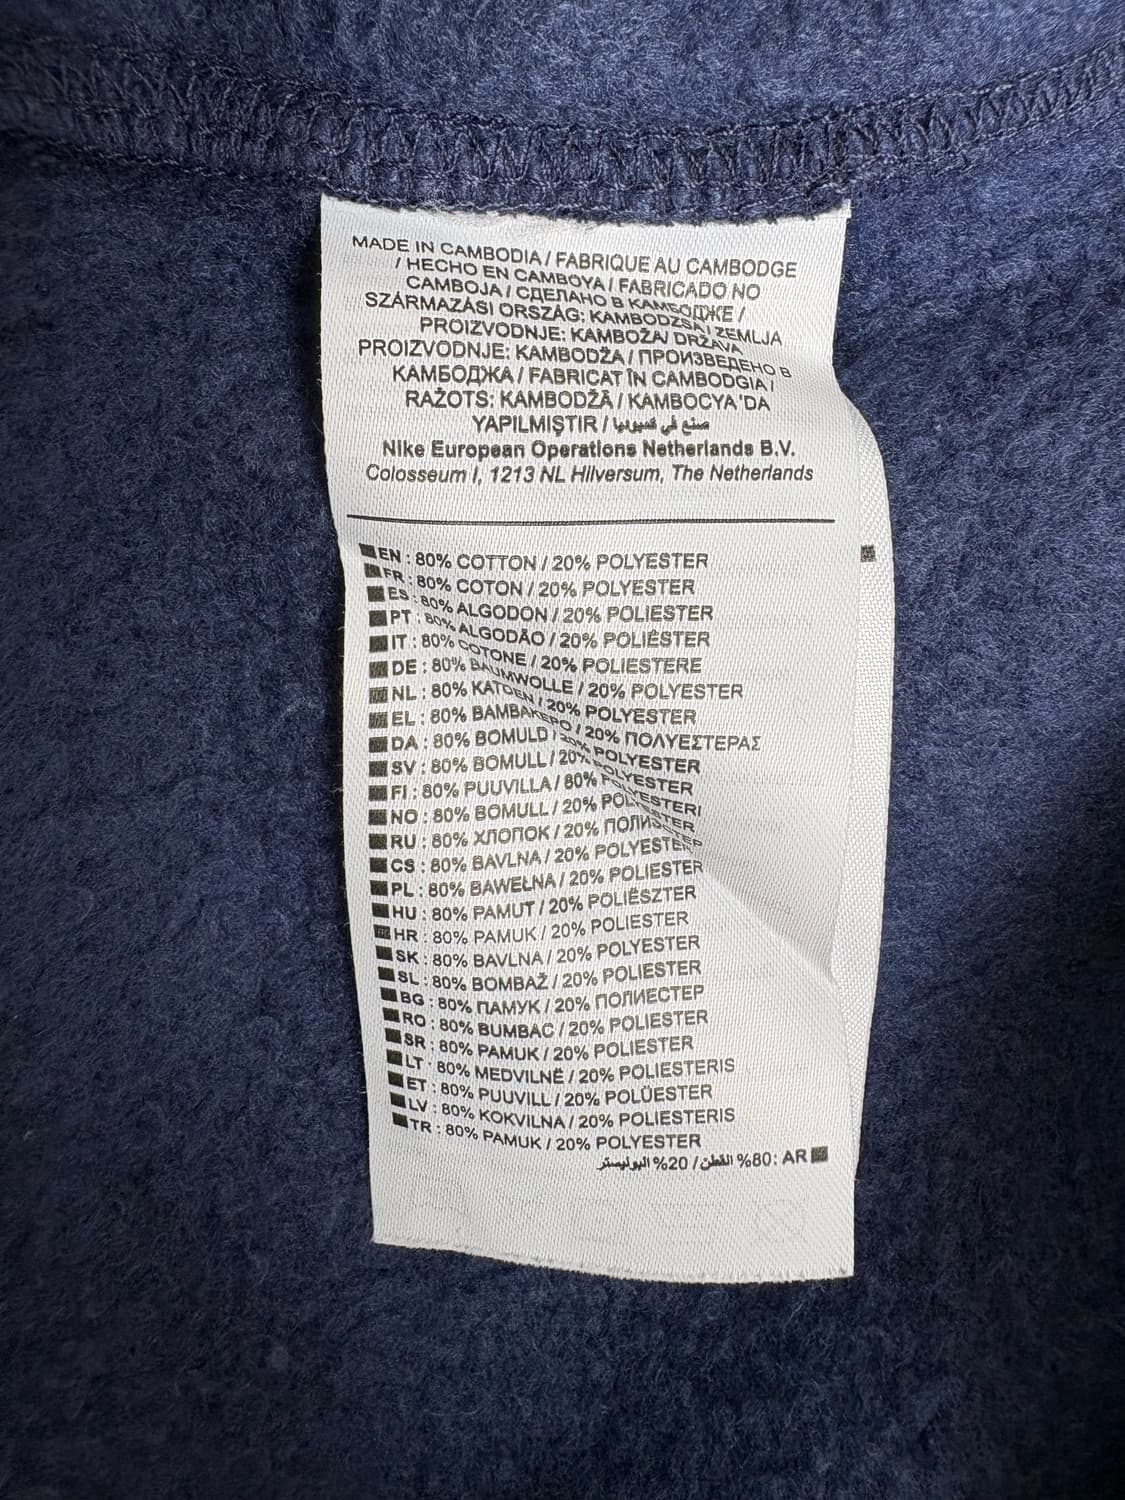 MADE IN CAMBODIA / FABRIQUE AU CAMBODGE
/ HECHO EN CAMBOYA / FABRICADO NO
CAMBOJA / СДЕЛАНО В КАМБОДЖЕ /
SZÁRMAZÁSI ORSZÁG: KAMBODZSA / ZEMLJA
PROIZVODNJE: KAMBOŽA/ DRŽAVA
PROIZVODNJE: KAMBODŽA / ПРОИЗВЕДЕНО В
КАМБОДЖА / FABRICAT ÎN CAMBODGIA /
RAŽOTS: KAMBODŽĀ / KAMBOÇYA'DA
YAPILMIŞTIR / صنع في كمبوديا
Nike European Operations Netherlands B.V.
Colosseum I, 1213 NL Hilversum, The Netherlands
EN : 80% COTTON / 20% POLYESTER
FR : 80% COTON / 20% POLYESTER
ES : 80% ALGODON / 20% POLIESTER
PT : 80% ALGODÃO / 20% POLIÉSTER
IT : 80% COTONE / 20% POLIESTERE
DE : 80% BAUMWOLLE / 20% POLYESTER
NL : 80% KATOEN / 20% POLYESTER
EL : 80% ΒΑΜΒΑΚΕΡΟ / 20% ΠΟΛΥΕΣΤΕΡΑΣ
DA : 80% BOMULD / 20% POLYESTER
SV : 80% BOMULL / 20% POLYESTER
FI : 80% PUUVILLA / 80% POLYESTERI
NO : 80% BOMULL / 20% POLYESTER
RU : 80% ХЛОПОК / 20% ПОЛИЭСТЕР
CS : 80% BAVLNA / 20% POLYESTER
PL : 80% BAWEŁNA / 20% POLIESTER
HU : 80% PAMUT / 20% POLIÉSZTER
HR : 80% PAMUK / 20% POLIESTER
SK : 80% BAVLNA / 20% POLYESTER
SL : 80% BOMBAŽ / 20% POLIESTER
BG : 80% ПАМУК / 20% ПОЛИЕСТЕР
RO : 80% BUMBAC / 20% POLIESTER
SR : 80% PAMUK / 20% POLIESTER
LT : 80% MEDVILNĖ / 20% POLIESTERIS
ET : 80% PUUVILL / 20% POLÜESTER
LV : 80% KOKVILNA / 20% POLIESTERIS
TR : 80% PAMUK / 20% POLYESTER
AR :80% القطن / 20% البوليستر